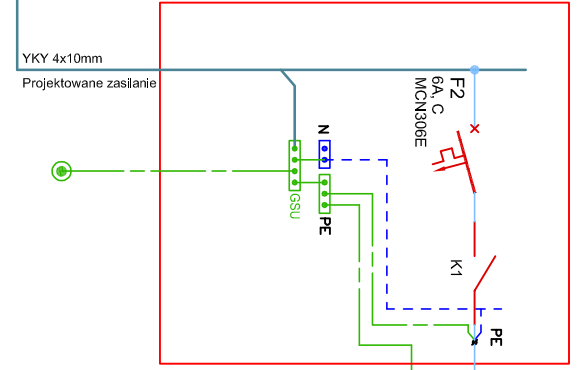 YKY 4x10mm
Projektowane zasilanie
F2
6A, C
MCN306E
N
GSU
PE
K1
PE